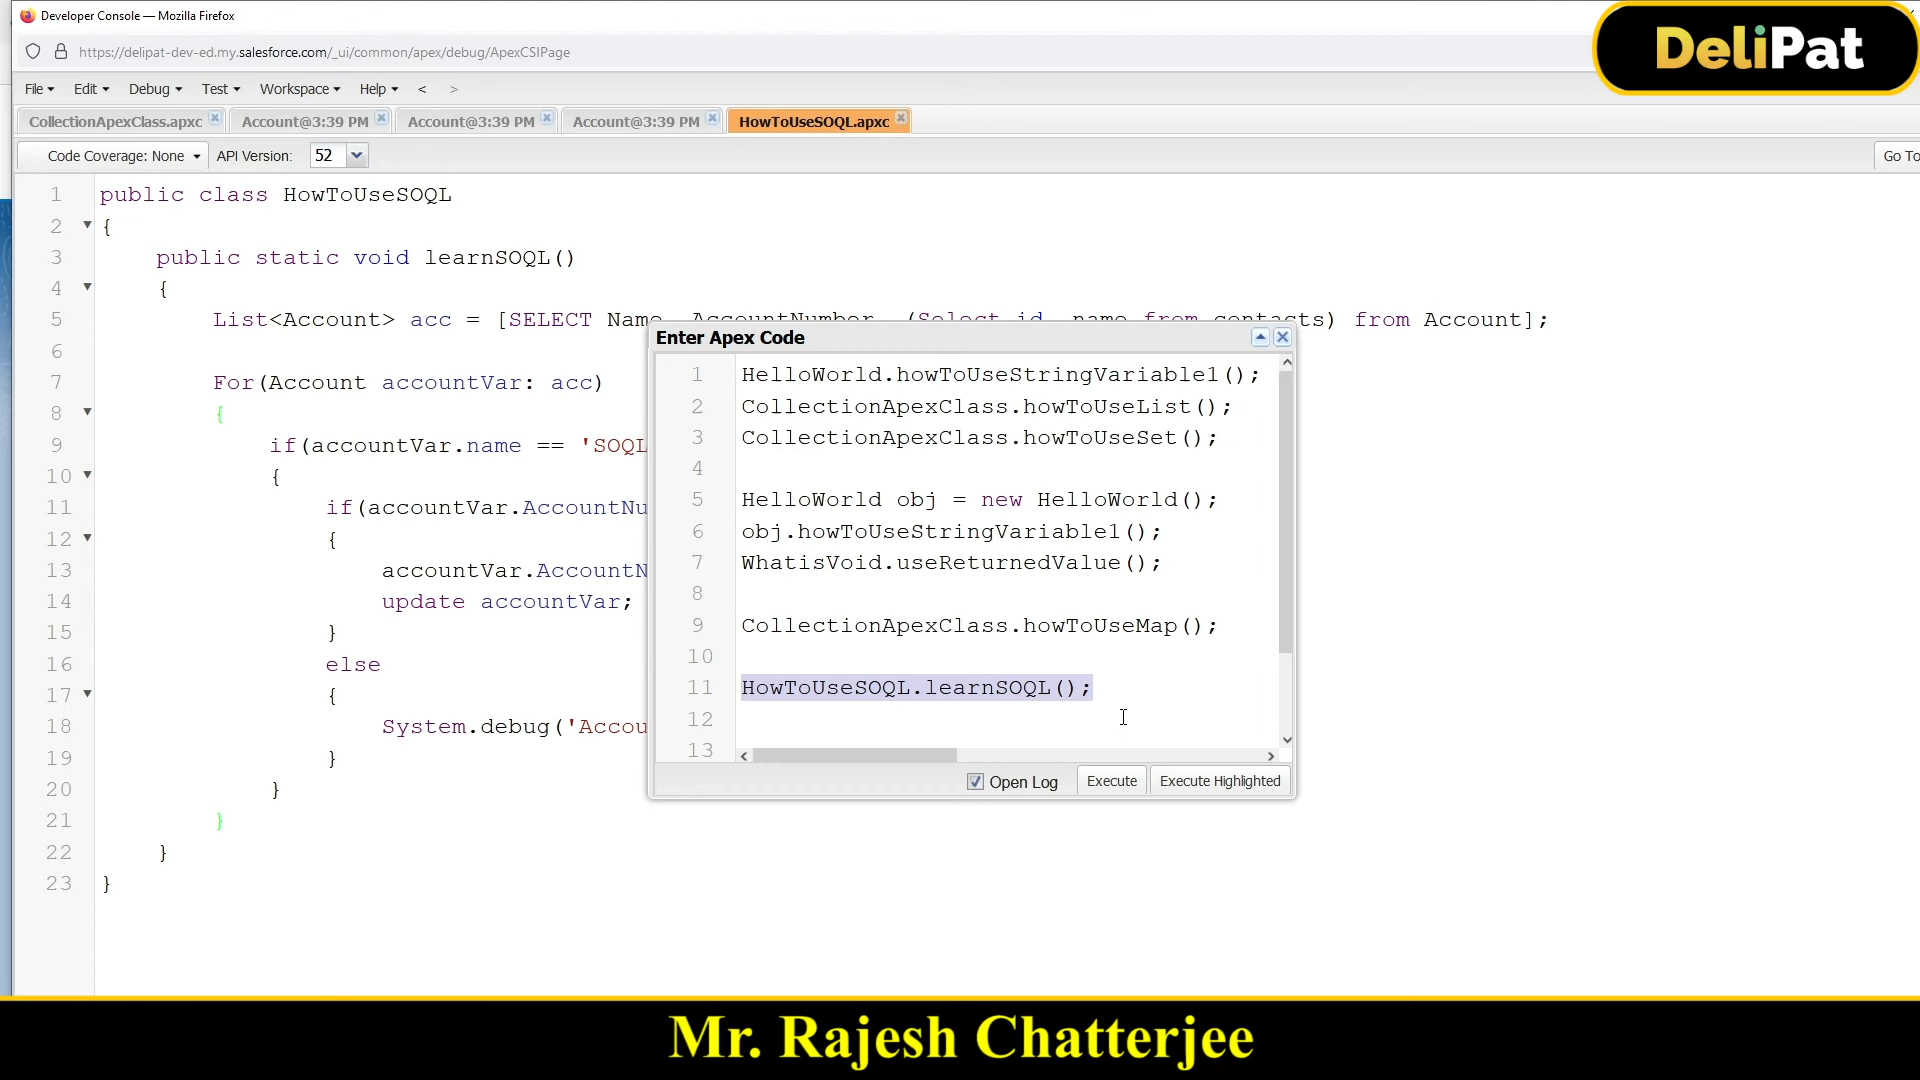 Developer Console — Mozilla Firefox
DeliPat
https://delipat-dev-ed.my.salesforce.com/_ui/common/apex/debug/ApexCSIPage
File Edit Debug Test Workspace Help < >
CollectionApexClass.apxc Account@3:39 PM Account@3:39 PM Account@3:39 PM HowToUseSOQL.apxc
Code Coverage: None API Version: 52 Go To
1 public class HowToUseSOQL
2 {
3 public static void learnSOQL()
4 {
5 List<Account> acc = [SELECT Name, AccountNumber, (Select id, name from contacts) from Account];
6
7 For(Account accountVar: acc)
8 {
9 if(accountVar.name == 'SOQL
10 {
11 if(accountVar.AccountNu
12 {
13 accountVar.AccountN
14 update accountVar;
15 }
16 else
17 {
18 System.debug('Accou
19 }
20 }
21 }
22 }
23 }
Enter Apex Code
1 HelloWorld.howToUseStringVariable1();
2 CollectionApexClass.howToUseList();
3 CollectionApexClass.howToUseSet();
4
5 HelloWorld obj = new HelloWorld();
6 obj.howToUseStringVariable1();
7 WhatisVoid.useReturnedValue();
8
9 CollectionApexClass.howToUseMap();
10
11 HowToUseSOQL.learnSOQL();
12
13
Open Log Execute Execute Highlighted
Mr. Rajesh Chatterjee